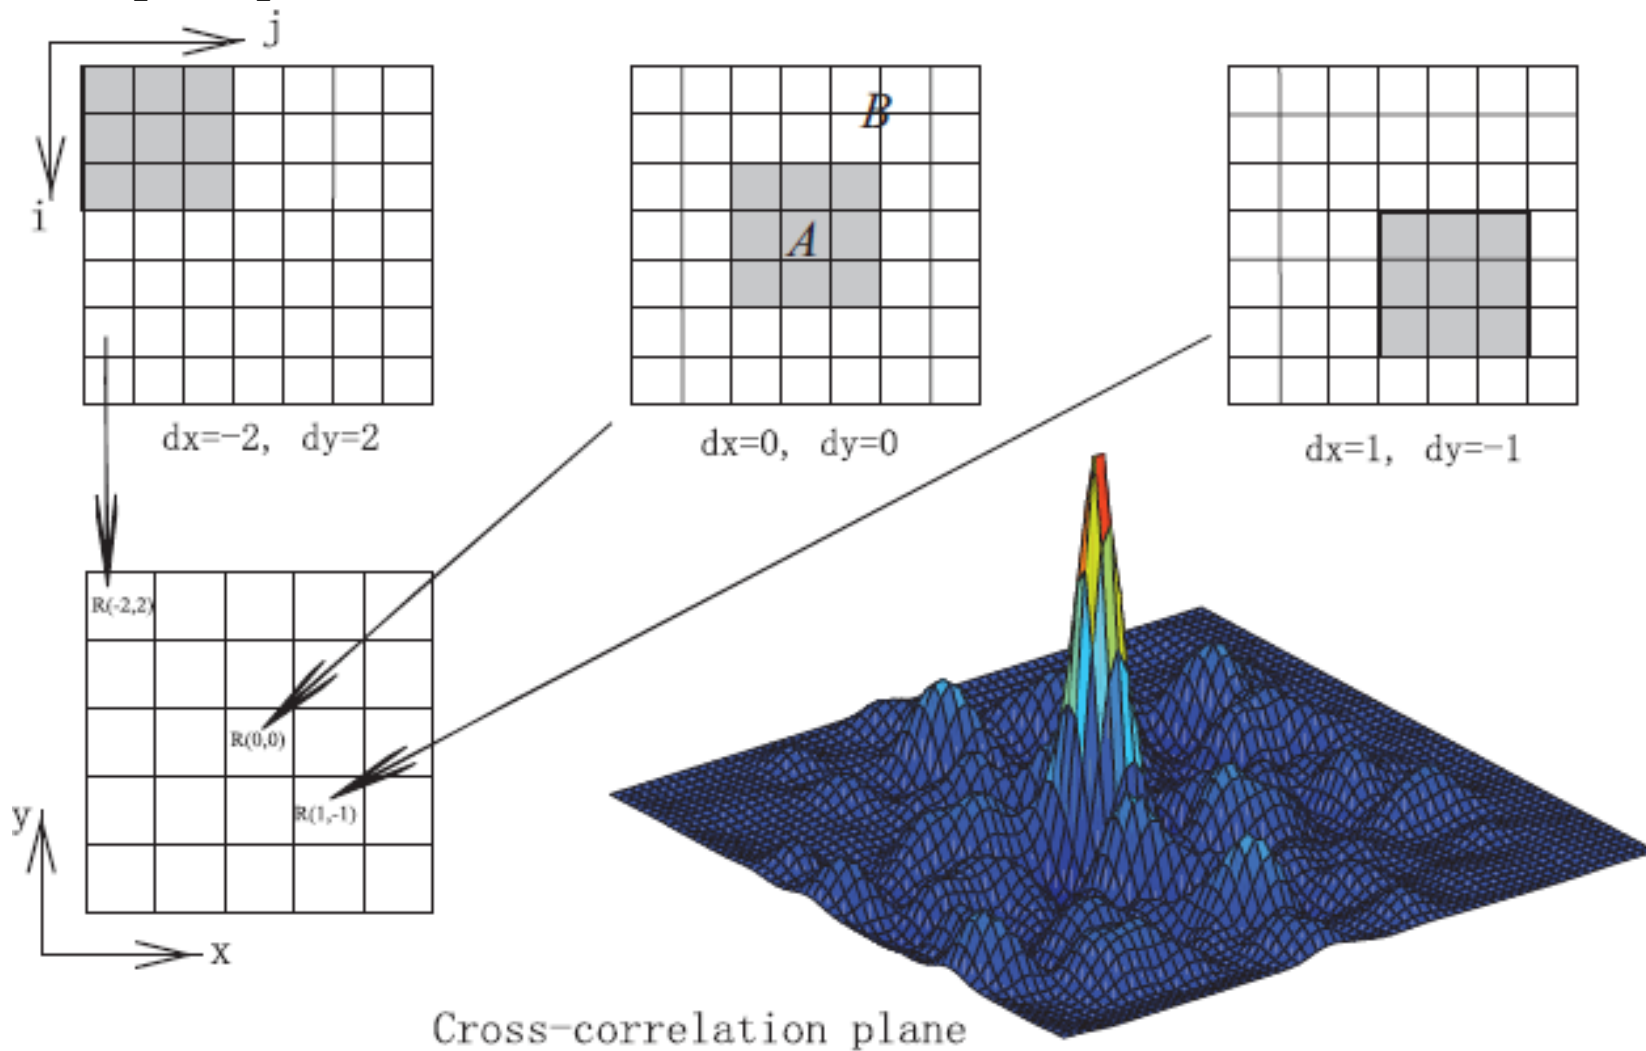 j
i
B
A
dx=-2, dy=2
dx=0, dy=0
dx=1, dy=-1
R(-2,2)
R(0,0)
R(1,-1)
y
x
Cross-correlation plane